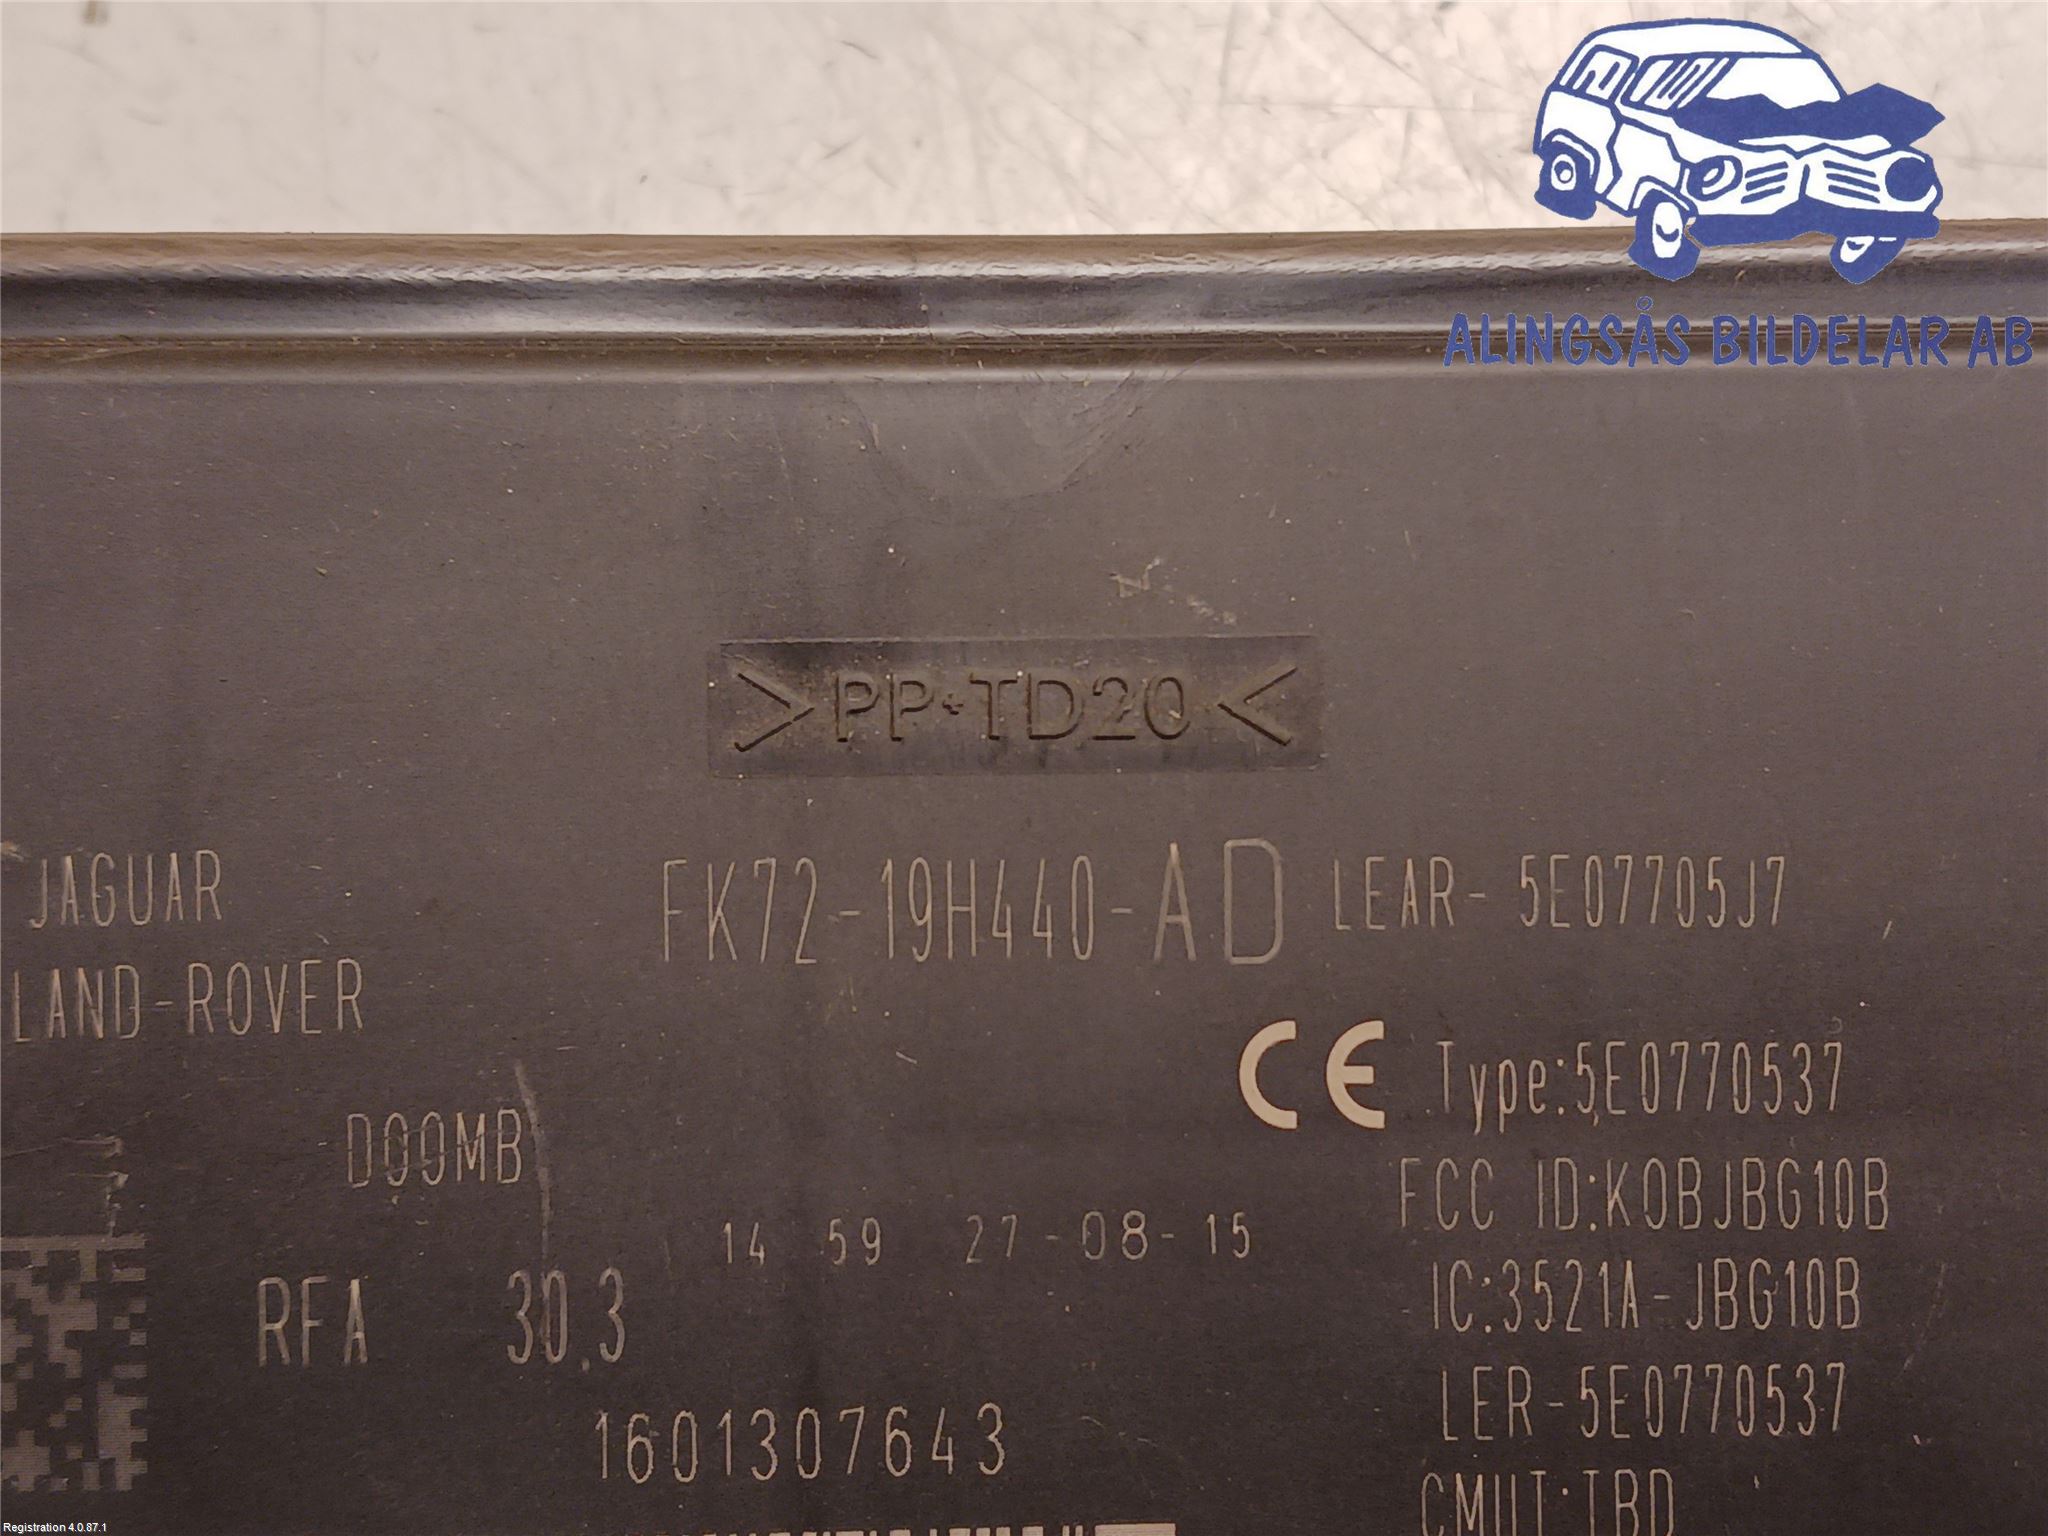 ALINGSÅS BILDELAR AB
>PP-TD20<
JAGUAR
FK72-19H440-AD LEAR-5E07705J7
LAND-ROVER
CE Type:5E0770537
D00MB
FCC ID:KOBJBG10B
14 59 27-08-15
IC:3521A-JBG10B
RFA 30.3
LER-5E0770537
1601307643
CMIIT:TBD
Registration 4.0.87.1